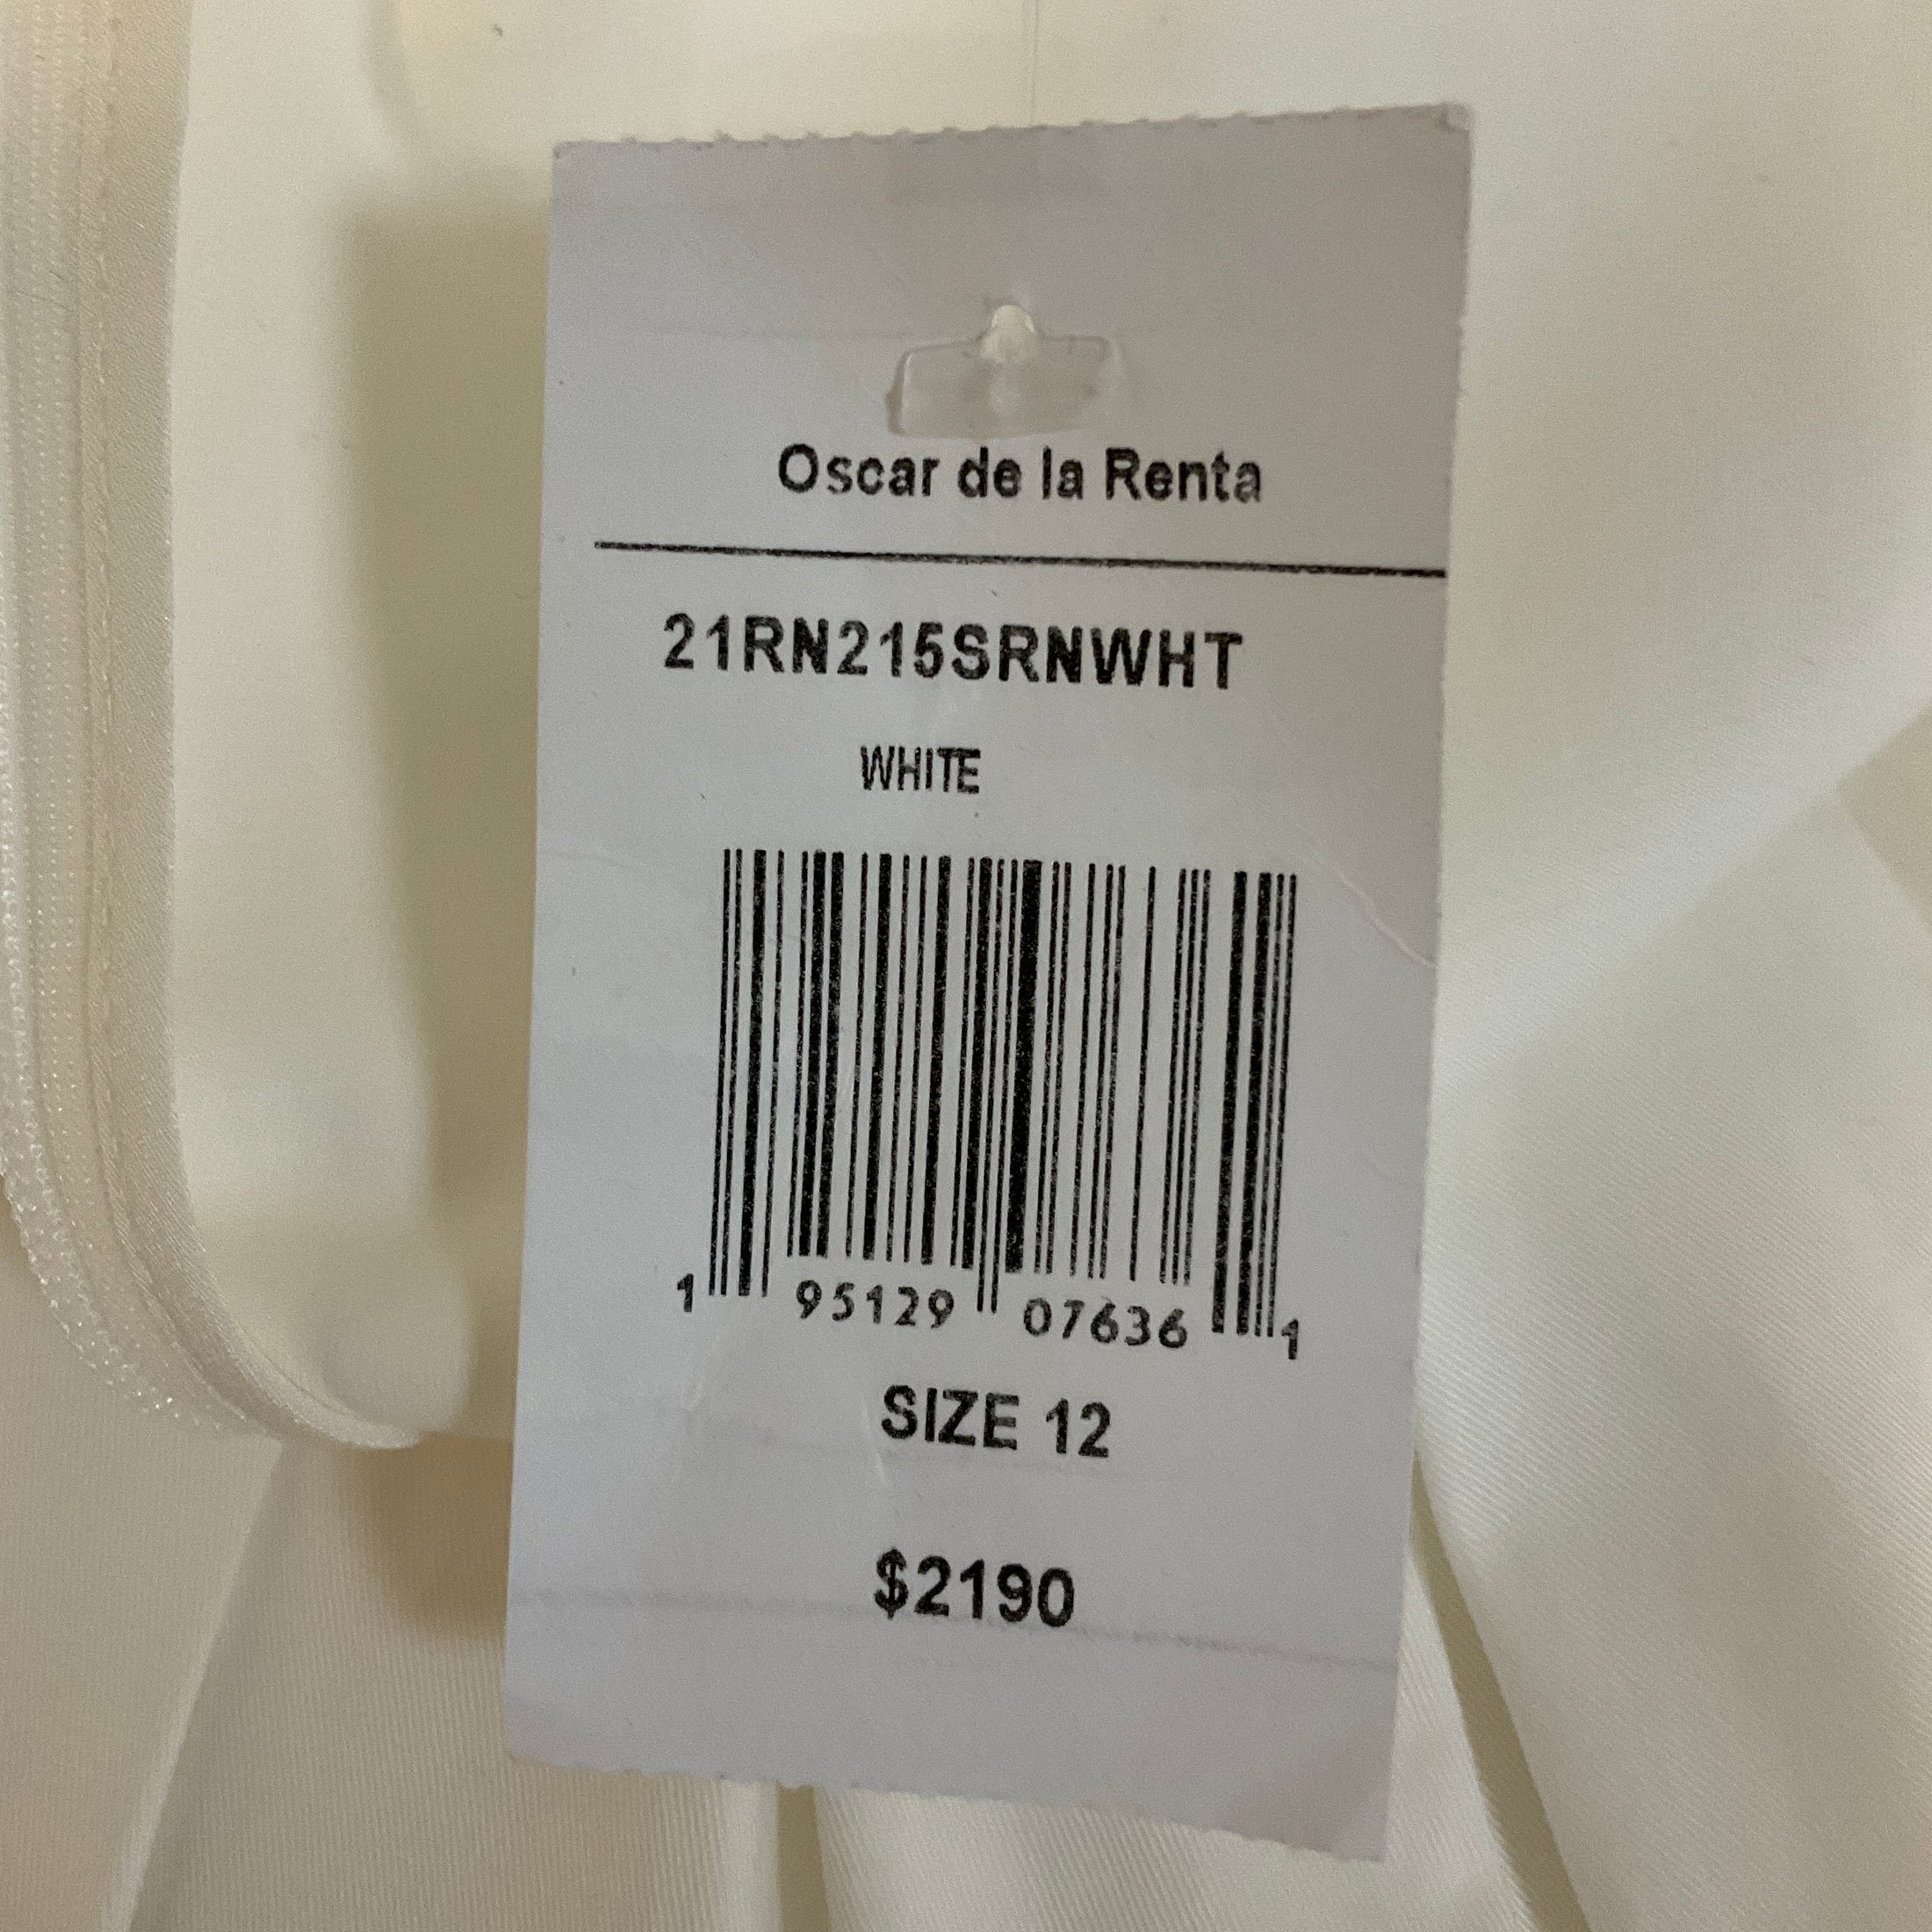 Oscar de la Renta
21RN215SRNWHT
WHITE
1 95129 07636 1
SIZE 12
$2190